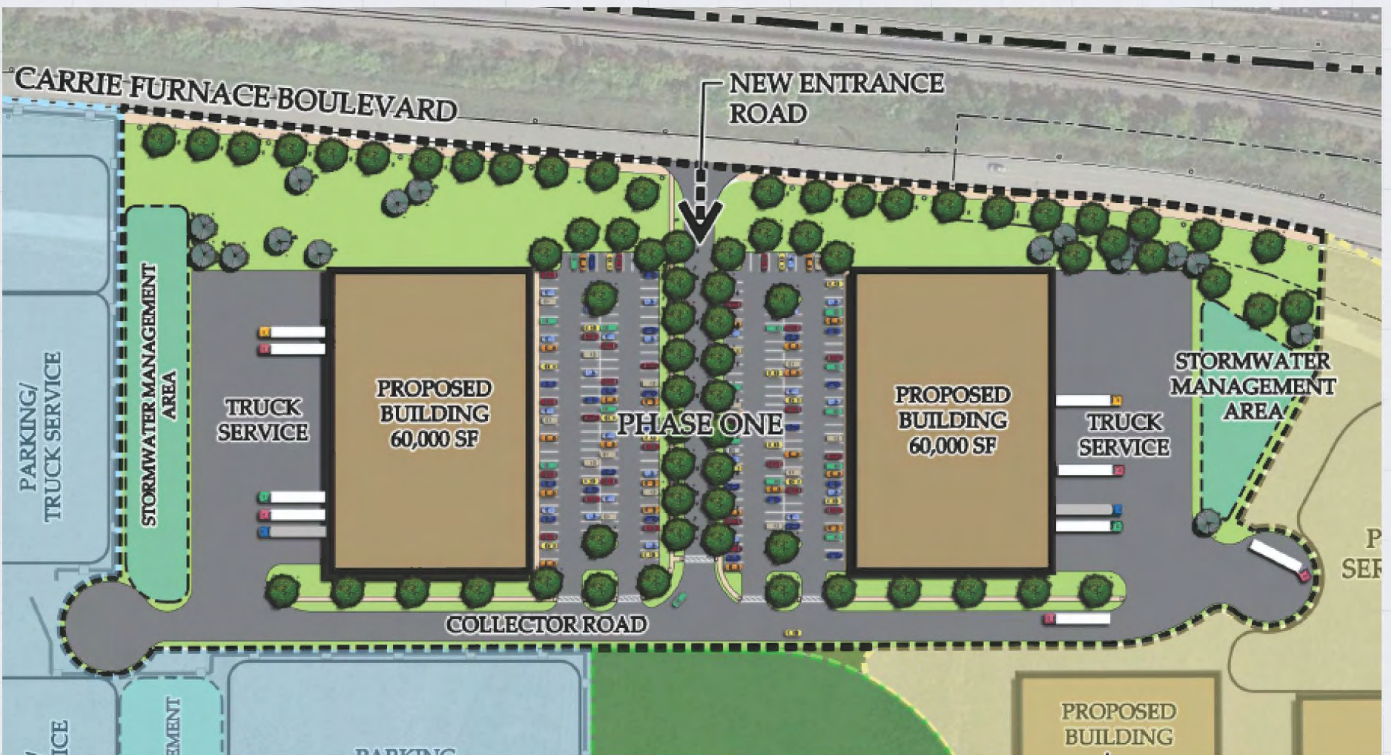 CARRIE FURNACE BOULEVARD
NEW ENTRANCE
ROAD
PARKING/
TRUCK SERVICE
STORMWATER MANAGEMENT
AREA
TRUCK
SERVICE
PROPOSED
BUILDING
60,000 SF
PHASE ONE
PROPOSED
BUILDING
60,000 SF
TRUCK
SERVICE
STORMWATER
MANAGEMENT
AREA
COLLECTOR ROAD
PROPOSED
BUILDING
PARKING